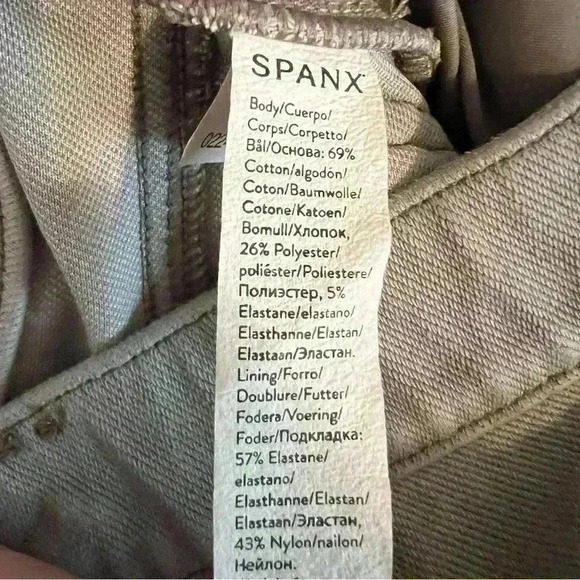 SPANX
Body/Cuerpo/
Corps/Corpetto/
Bål/Основа: 69%
Cotton/algodón/
Coton/Baumwolle/
Cotone/Katoen/
Bomull/Хлопок,
26% Polyester/
poliéster/Poliestere/
Полиэстер, 5%
Elastane/elastano/
Elasthanne/Elastan/
Elastaan/Эластан.
Lining/Forro/
Doublure/Futter/
Fodera/Voering/
Foder/Подкладка:
57% Elastane/
elastano/
Elasthanne/Elastan/
Elastaan/Эластан,
43% Nylon/nailon/
Нейлон.